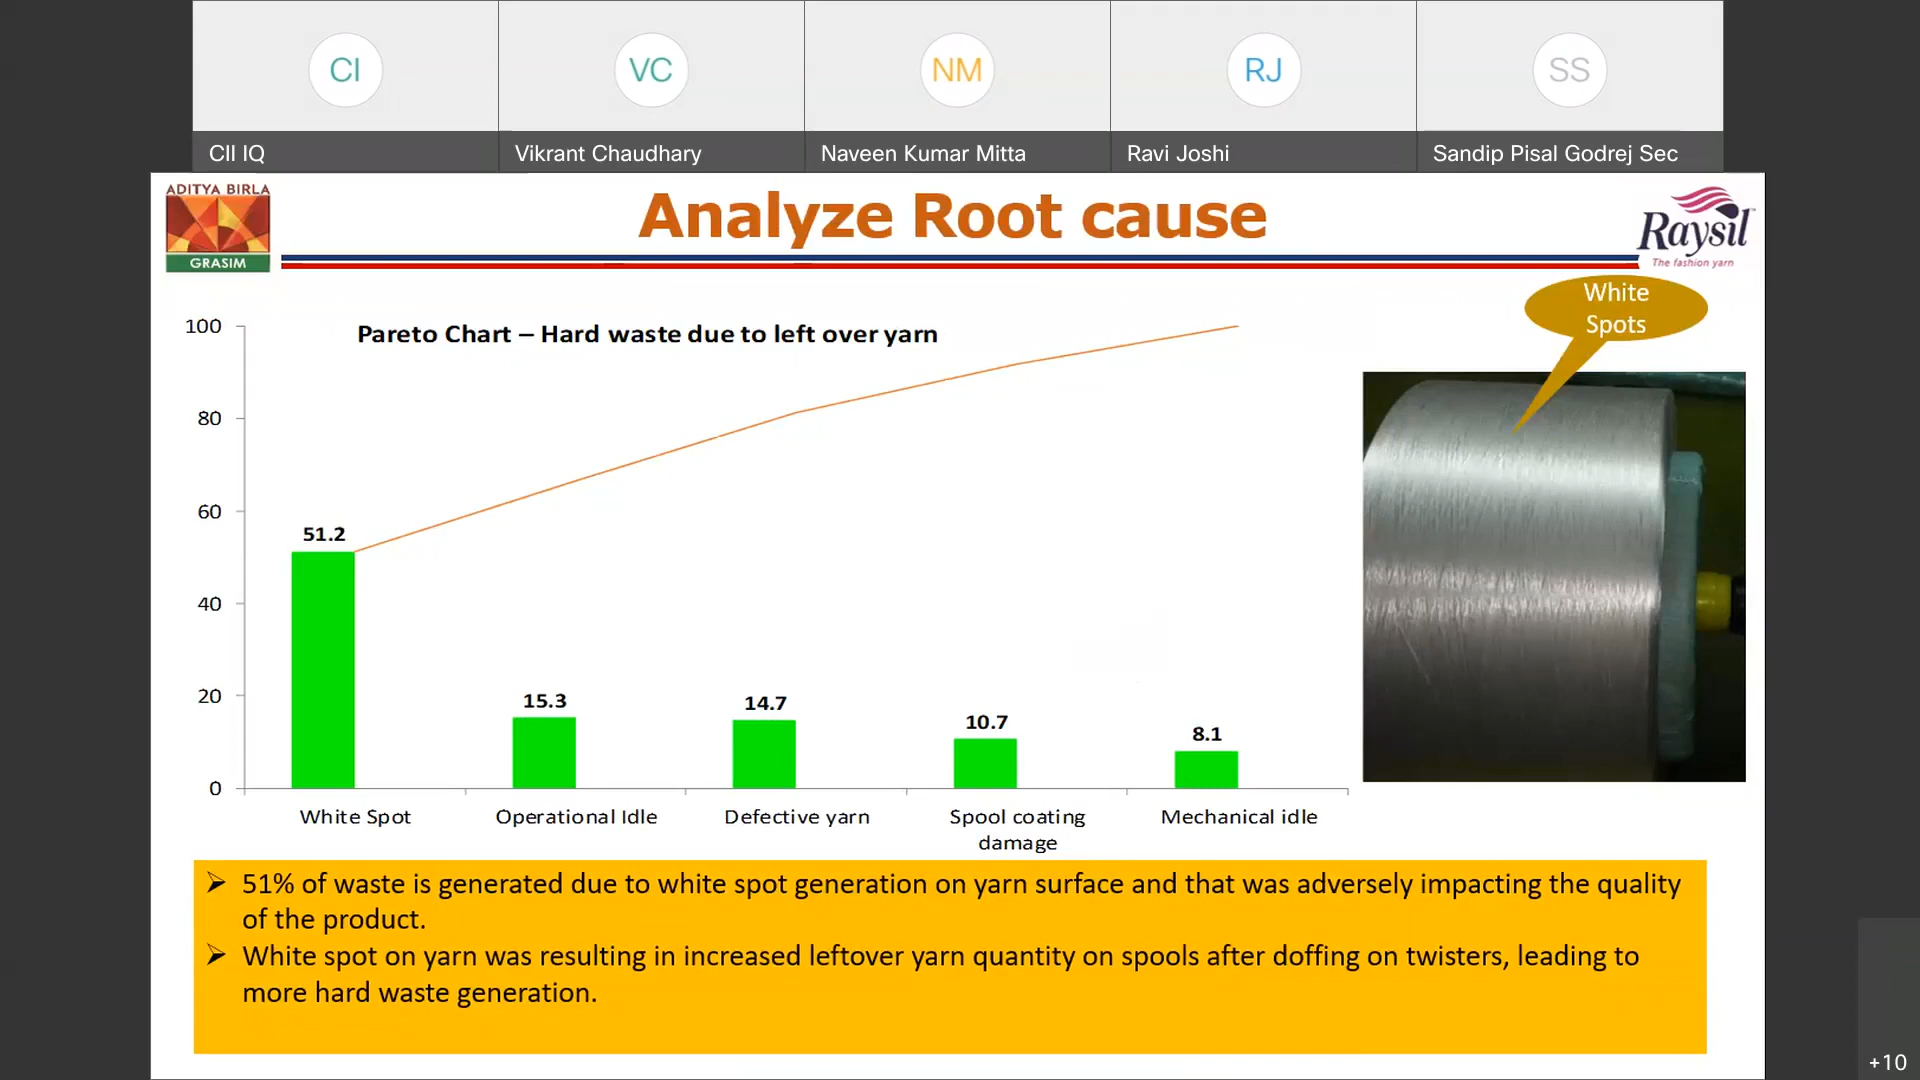 CI VC NM RJ SS
CII IQ Vikrant Chaudhary Naveen Kumar Mitta Ravi Joshi Sandip Pisal Godrej Sec
ADITYA BIRLA
GRASIM
Analyze Root cause
Raysil
The fashion yarn
White
Spots
Pareto Chart – Hard waste due to left over yarn
100
80
60
40
20
0
51.2
15.3
14.7
10.7
8.1
White Spot Operational Idle Defective yarn Spool coating Mechanical idle
damage
➢ 51% of waste is generated due to white spot generation on yarn surface and that was adversely impacting the quality
of the product.
➢ White spot on yarn was resulting in increased leftover yarn quantity on spools after doffing on twisters, leading to
more hard waste generation.
+10